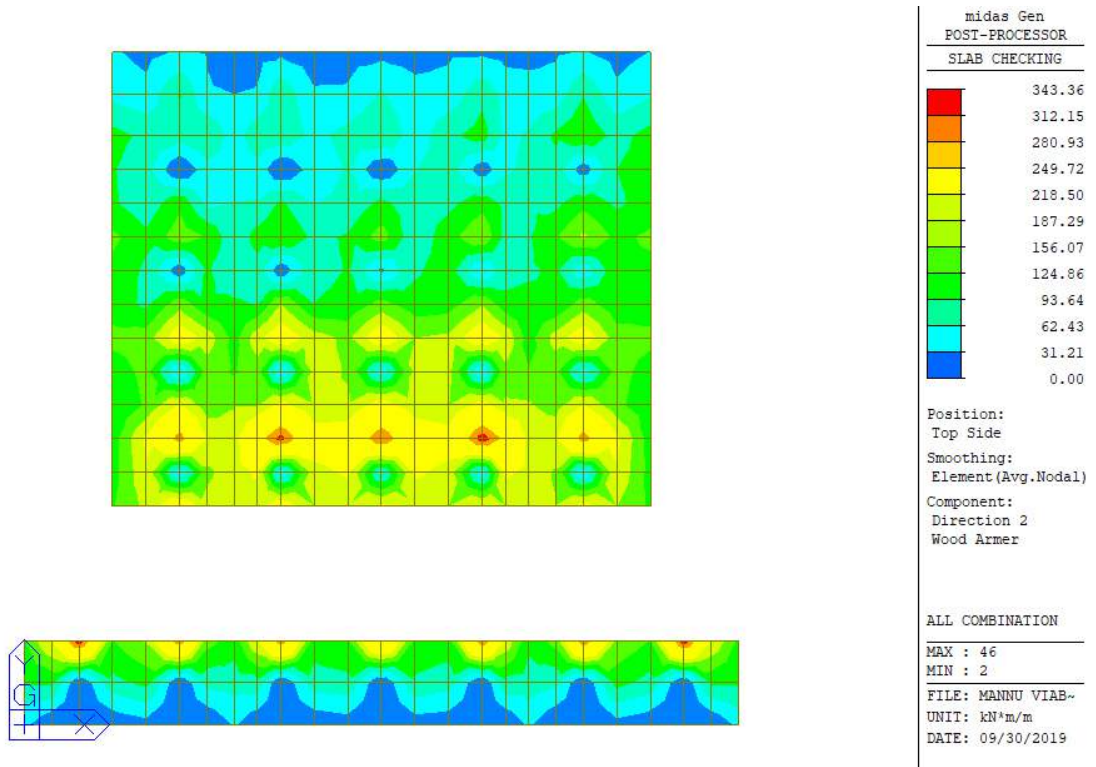 midas Gen
POST-PROCESSOR
SLAB CHECKING
343.36
312.15
280.93
249.72
218.50
187.29
156.07
124.86
93.64
62.43
31.21
0.00
Position:
Top Side
Smoothing:
Element(Avg.Nodal)
Component:
Direction 2
Wood Armer
ALL COMBINATION
MAX : 46
MIN : 2
FILE: MANNU VIAB~
UNIT: kN*m/m
DATE: 09/30/2019
Y
G
X